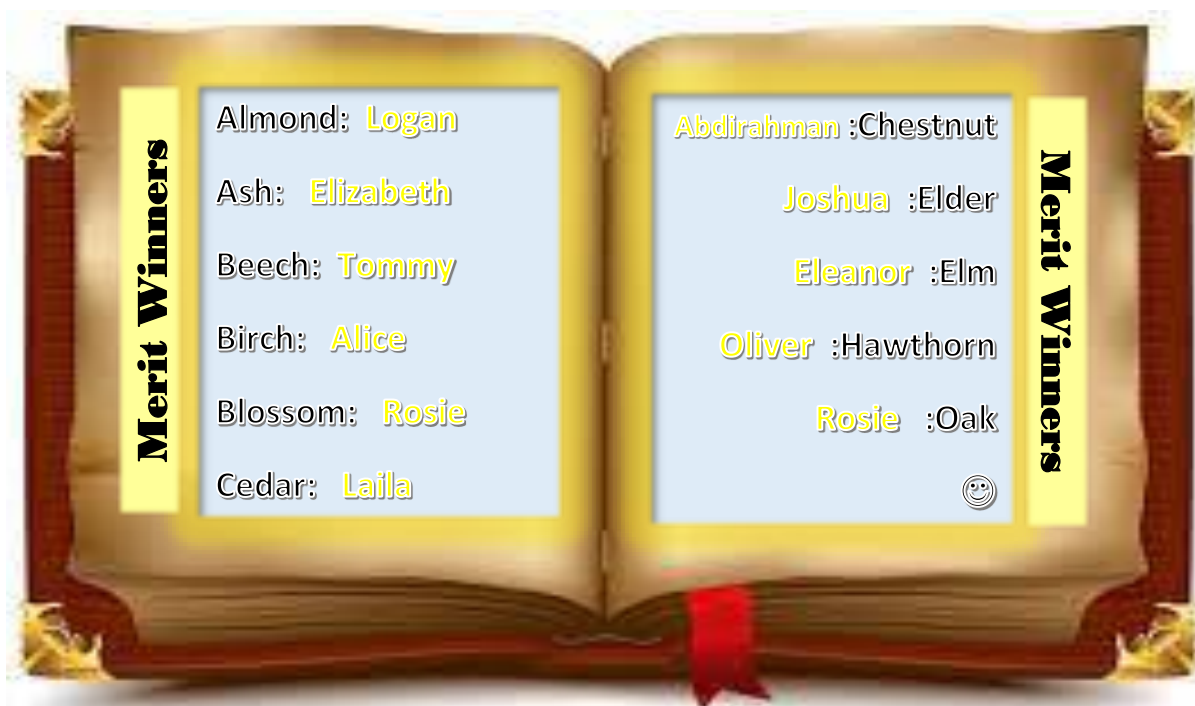 Merit Winners
Almond: Logan
Ash: Elizabeth
Beech: Tommy
Birch: Alice
Blossom: Rosie
Cedar: Laila
Abdirahman :Chestnut
Joshua :Elder
Eleanor :Elm
Oliver :Hawthorn
Rosie :Oak
☺
Merit Winners